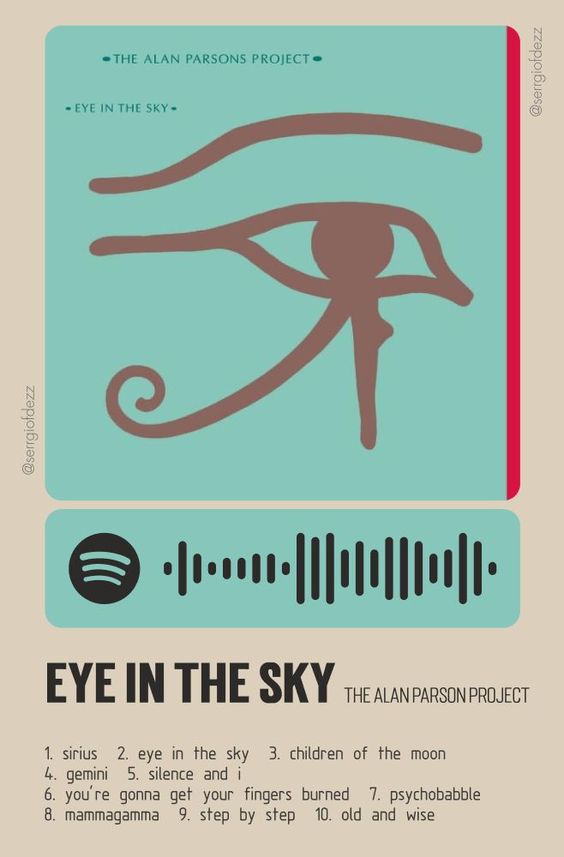 •THE ALAN PARSONS PROJECT•
•EYE IN THE SKY•
@serrgiofdezz
@serrgiofdezz
EYE IN THE SKY THE ALAN PARSON PROJECT
1. sirius 2. eye in the sky 3. children of the moon
4. gemini 5. silence and i
6. you're gonna get your fingers burned 7. psychobabble
8. mammagamma 9. step by step 10. old and wise